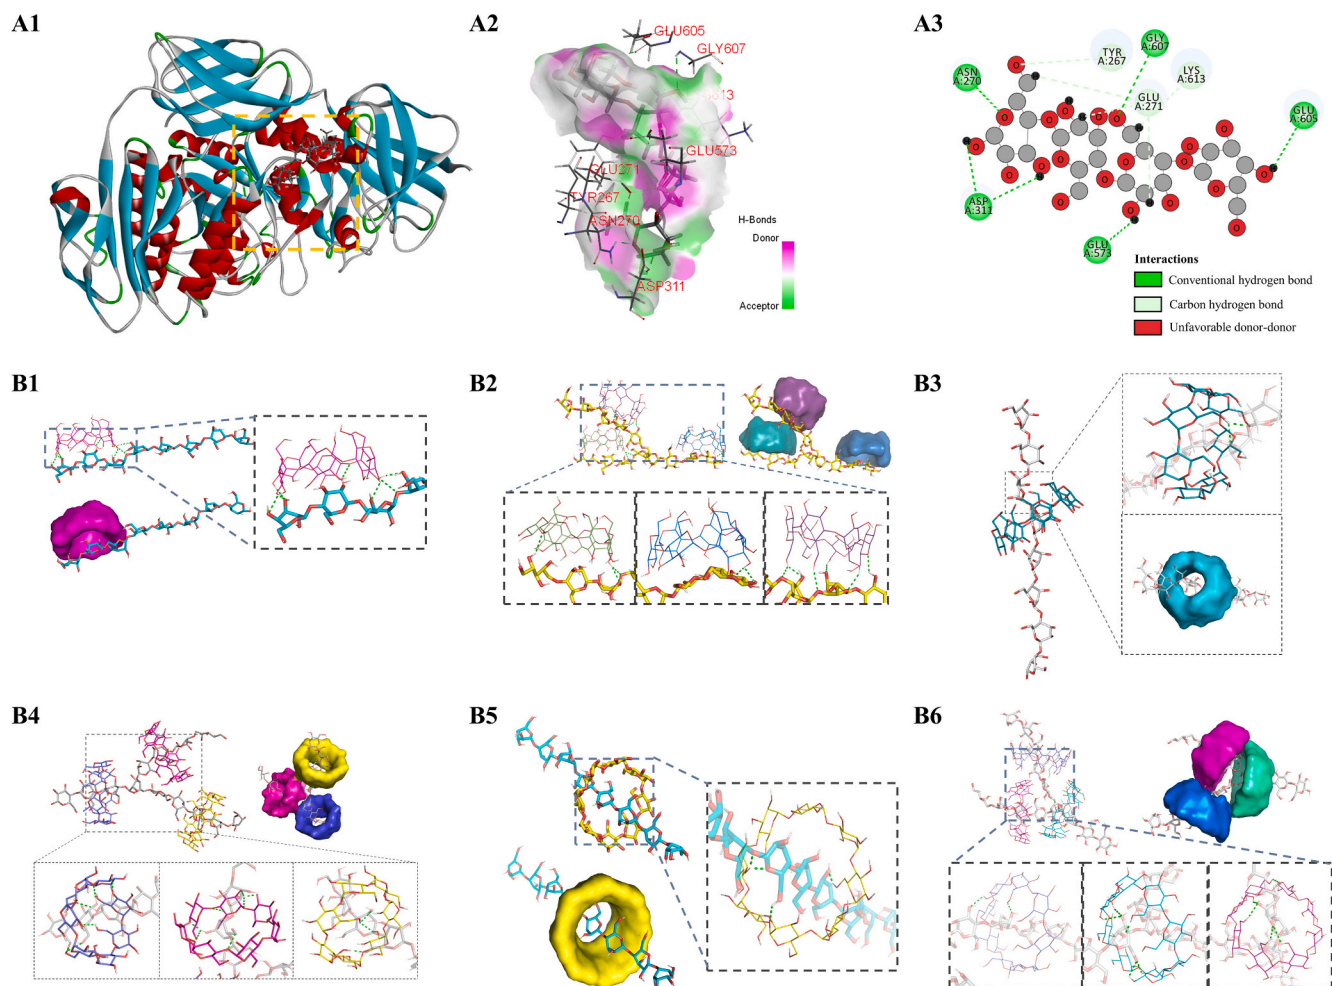 A1
A2
A3
GLU605
GLY607
GLU573
GLU271
TYR267
ASN270
ASP311
H-Bonds
Donor
Acceptor
ASN
A:270
TYR
A:267
GLY
A:607
LYS
A:613
GLU
A:271
GLU
A:605
ASP
A:311
GLU
A:573
Interactions
Conventional hydrogen bond
Carbon hydrogen bond
Unfavorable donor-donor
B1
B2
B3
B4
B5
B6